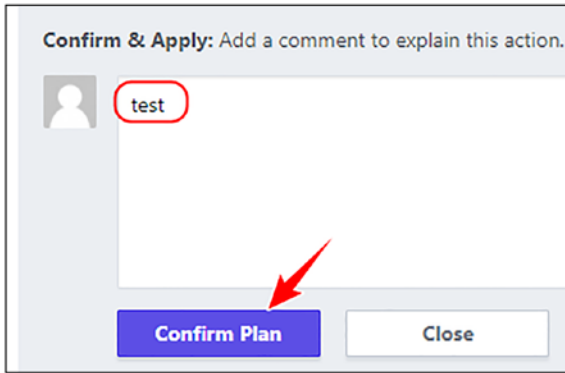 Confirm & Apply: Add a comment to explain this action.
test
Confirm Plan
Close